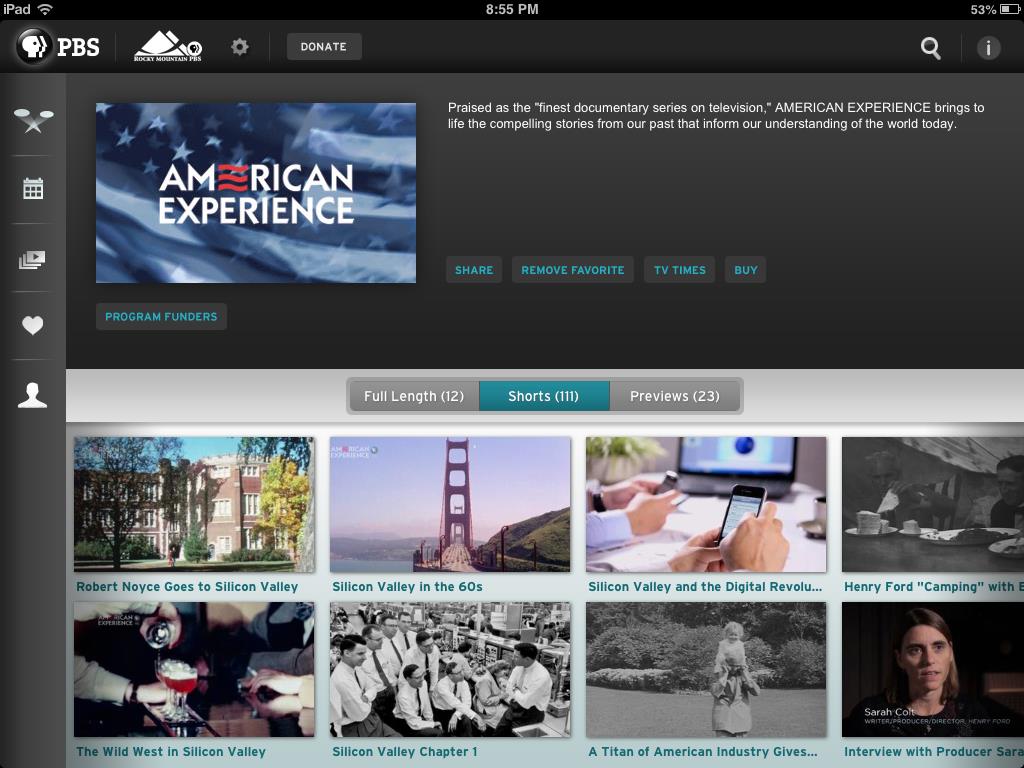 iPad 8:55 PM 53%
PBS
ROCKY MOUNTAIN PBS
DONATE
i
AMERICAN
EXPERIENCE
Praised as the "finest documentary series on television," AMERICAN EXPERIENCE brings to
life the compelling stories from our past that inform our understanding of the world today.
SHARE
REMOVE FAVORITE
TV TIMES
BUY
PROGRAM FUNDERS
Full Length (12)
Shorts (111)
Previews (23)
AMERICAN
EXPERIENCE
AMERICAN
EXPERIENCE
Robert Noyce Goes to Silicon Valley
Silicon Valley in the 60s
Silicon Valley and the Digital Revolu...
Henry Ford "Camping" with E
AMERICAN
EXPERIENCE
Sarah Colt
WRITER/PRODUCER/DIRECTOR, HENRY FORD
The Wild West in Silicon Valley
Silicon Valley Chapter 1
A Titan of American Industry Gives...
Interview with Producer Sara